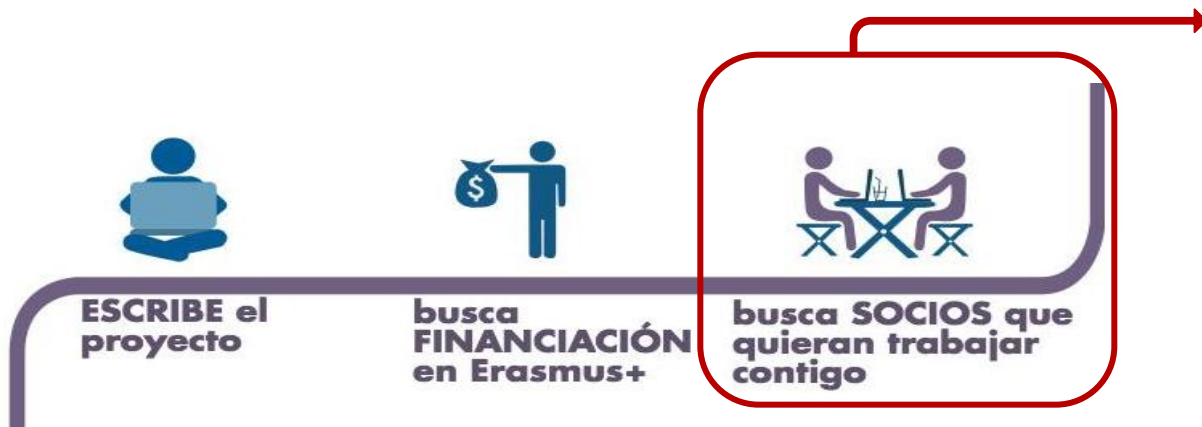 $
ESCRIBE el
proyecto
busca
FINANCIACIÓN
en Erasmus+
busca SOCIOS que
quieran trabajar
contigo